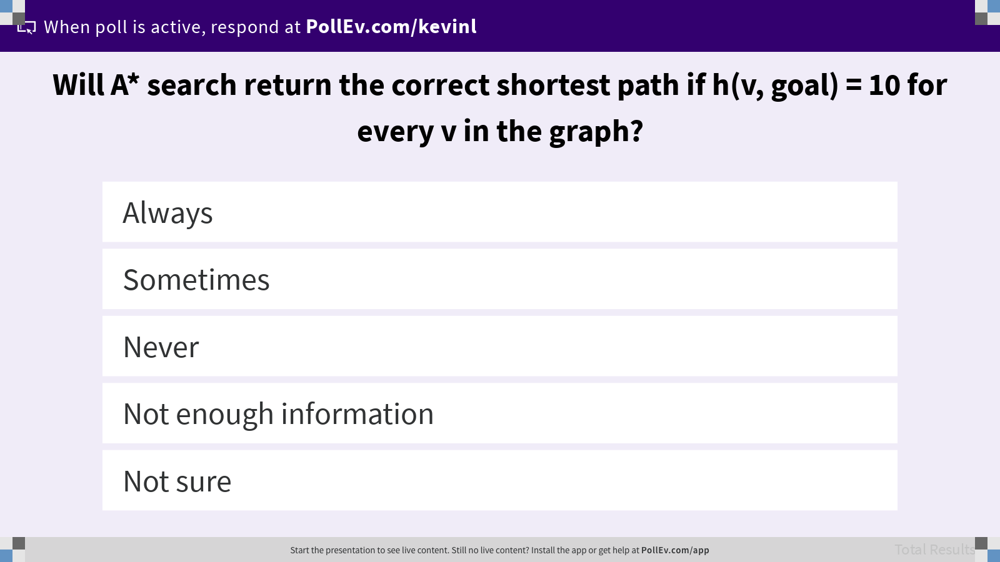 When poll is active, respond at PollEv.com/kevinl
Will A* search return the correct shortest path if h(v, goal) = 10 for
every v in the graph?
Always
Sometimes
Never
Not enough information
Not sure
Start the presentation to see live content. Still no live content? Install the app or get help at PollEv.com/app
Total Results